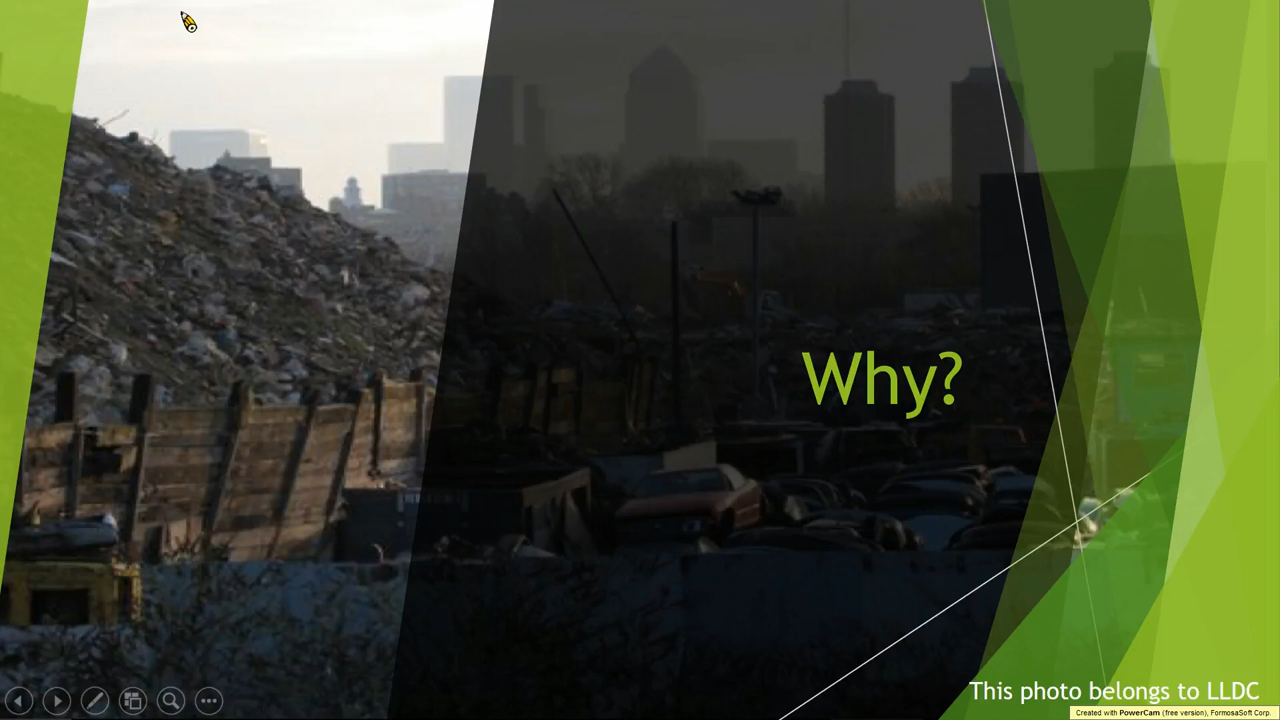 Why?
This photo belongs to LLDC
Created with PowerCam (free version), FormosaSoft Corp.